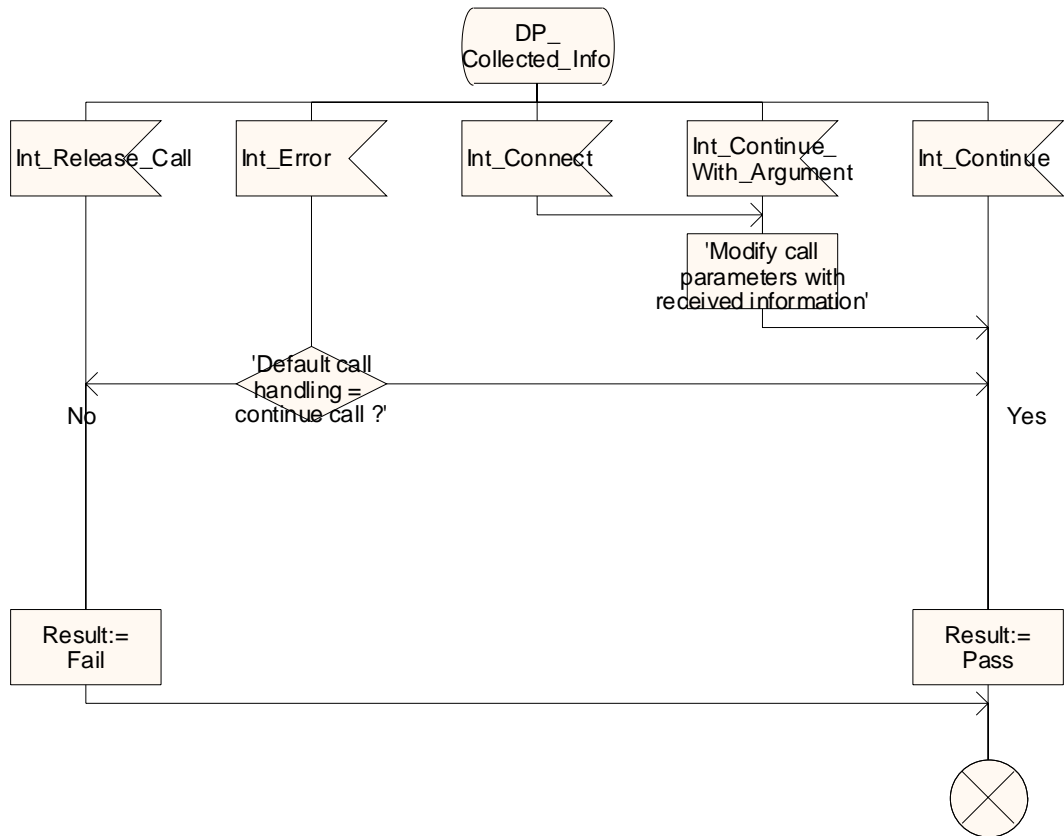 DP_
Collected_Info
Int_Release_Call
Int_Error
Int_Connect
Int_Continue_
With_Argument
Int_Continue
'Modify call
parameters with
received information'
'Default call
handling =
continue call ?'
No
Yes
Result:=
Fail
Result:=
Pass